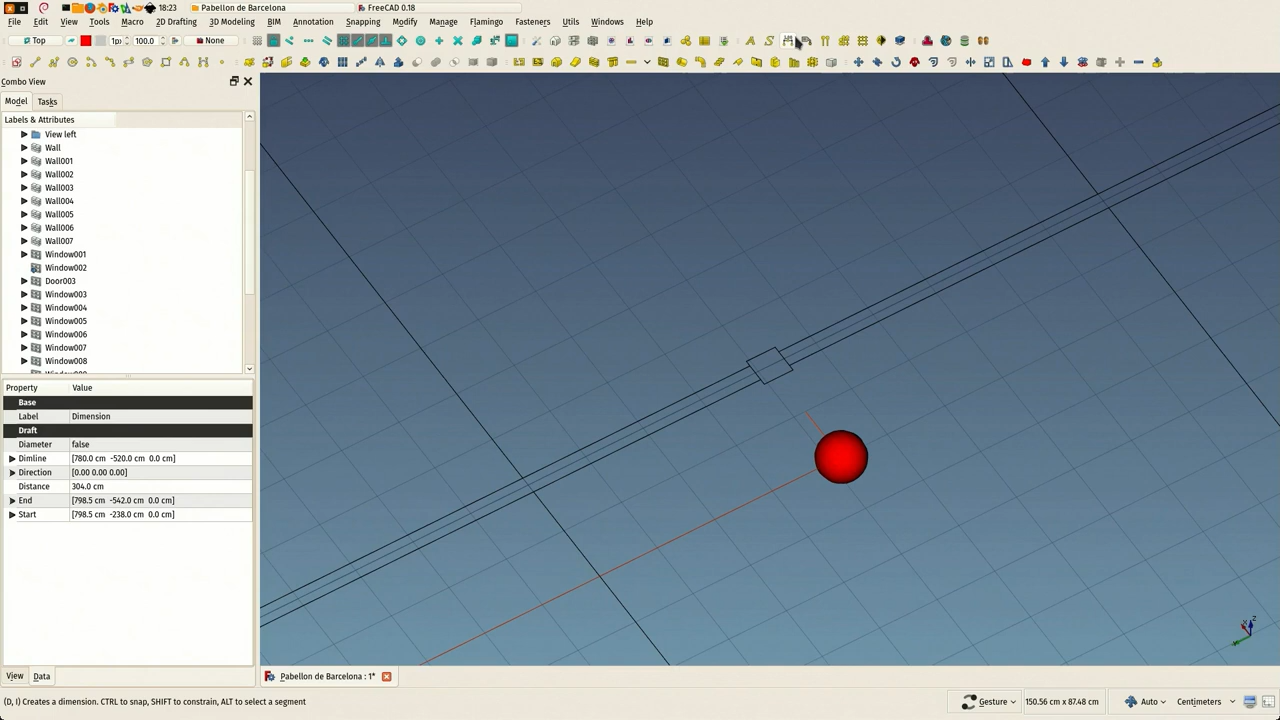 18:23 Pabellon de Barcelona FreeCAD 0.18
File Edit View Tools Macro 2D Drafting 3D Modeling BIM Annotation Snapping Modify Manage Flamingo Fasteners Utils Windows Help
Top 1px 100.0 None
Combo View
Model Tasks
Labels & Attributes
View left
Wall
Wall001
Wall002
Wall003
Wall004
Wall005
Wall006
Wall007
Window001
Window002
Door003
Window003
Window004
Window005
Window006
Window007
Window008
Property Value
Base
Label Dimension
Draft
Diameter false
Dimline [780.0 cm -520.0 cm 0.0 cm]
Direction [0.00 0.00 0.00]
Distance 304.0 cm
End [798.5 cm -542.0 cm 0.0 cm]
Start [798.5 cm -238.0 cm 0.0 cm]
View Data
Pabellon de Barcelona : 1*
(D, I) Creates a dimension. CTRL to snap, SHIFT to constrain, ALT to select a segment
Gesture 150.56 cm x 87.48 cm Auto Centimeters